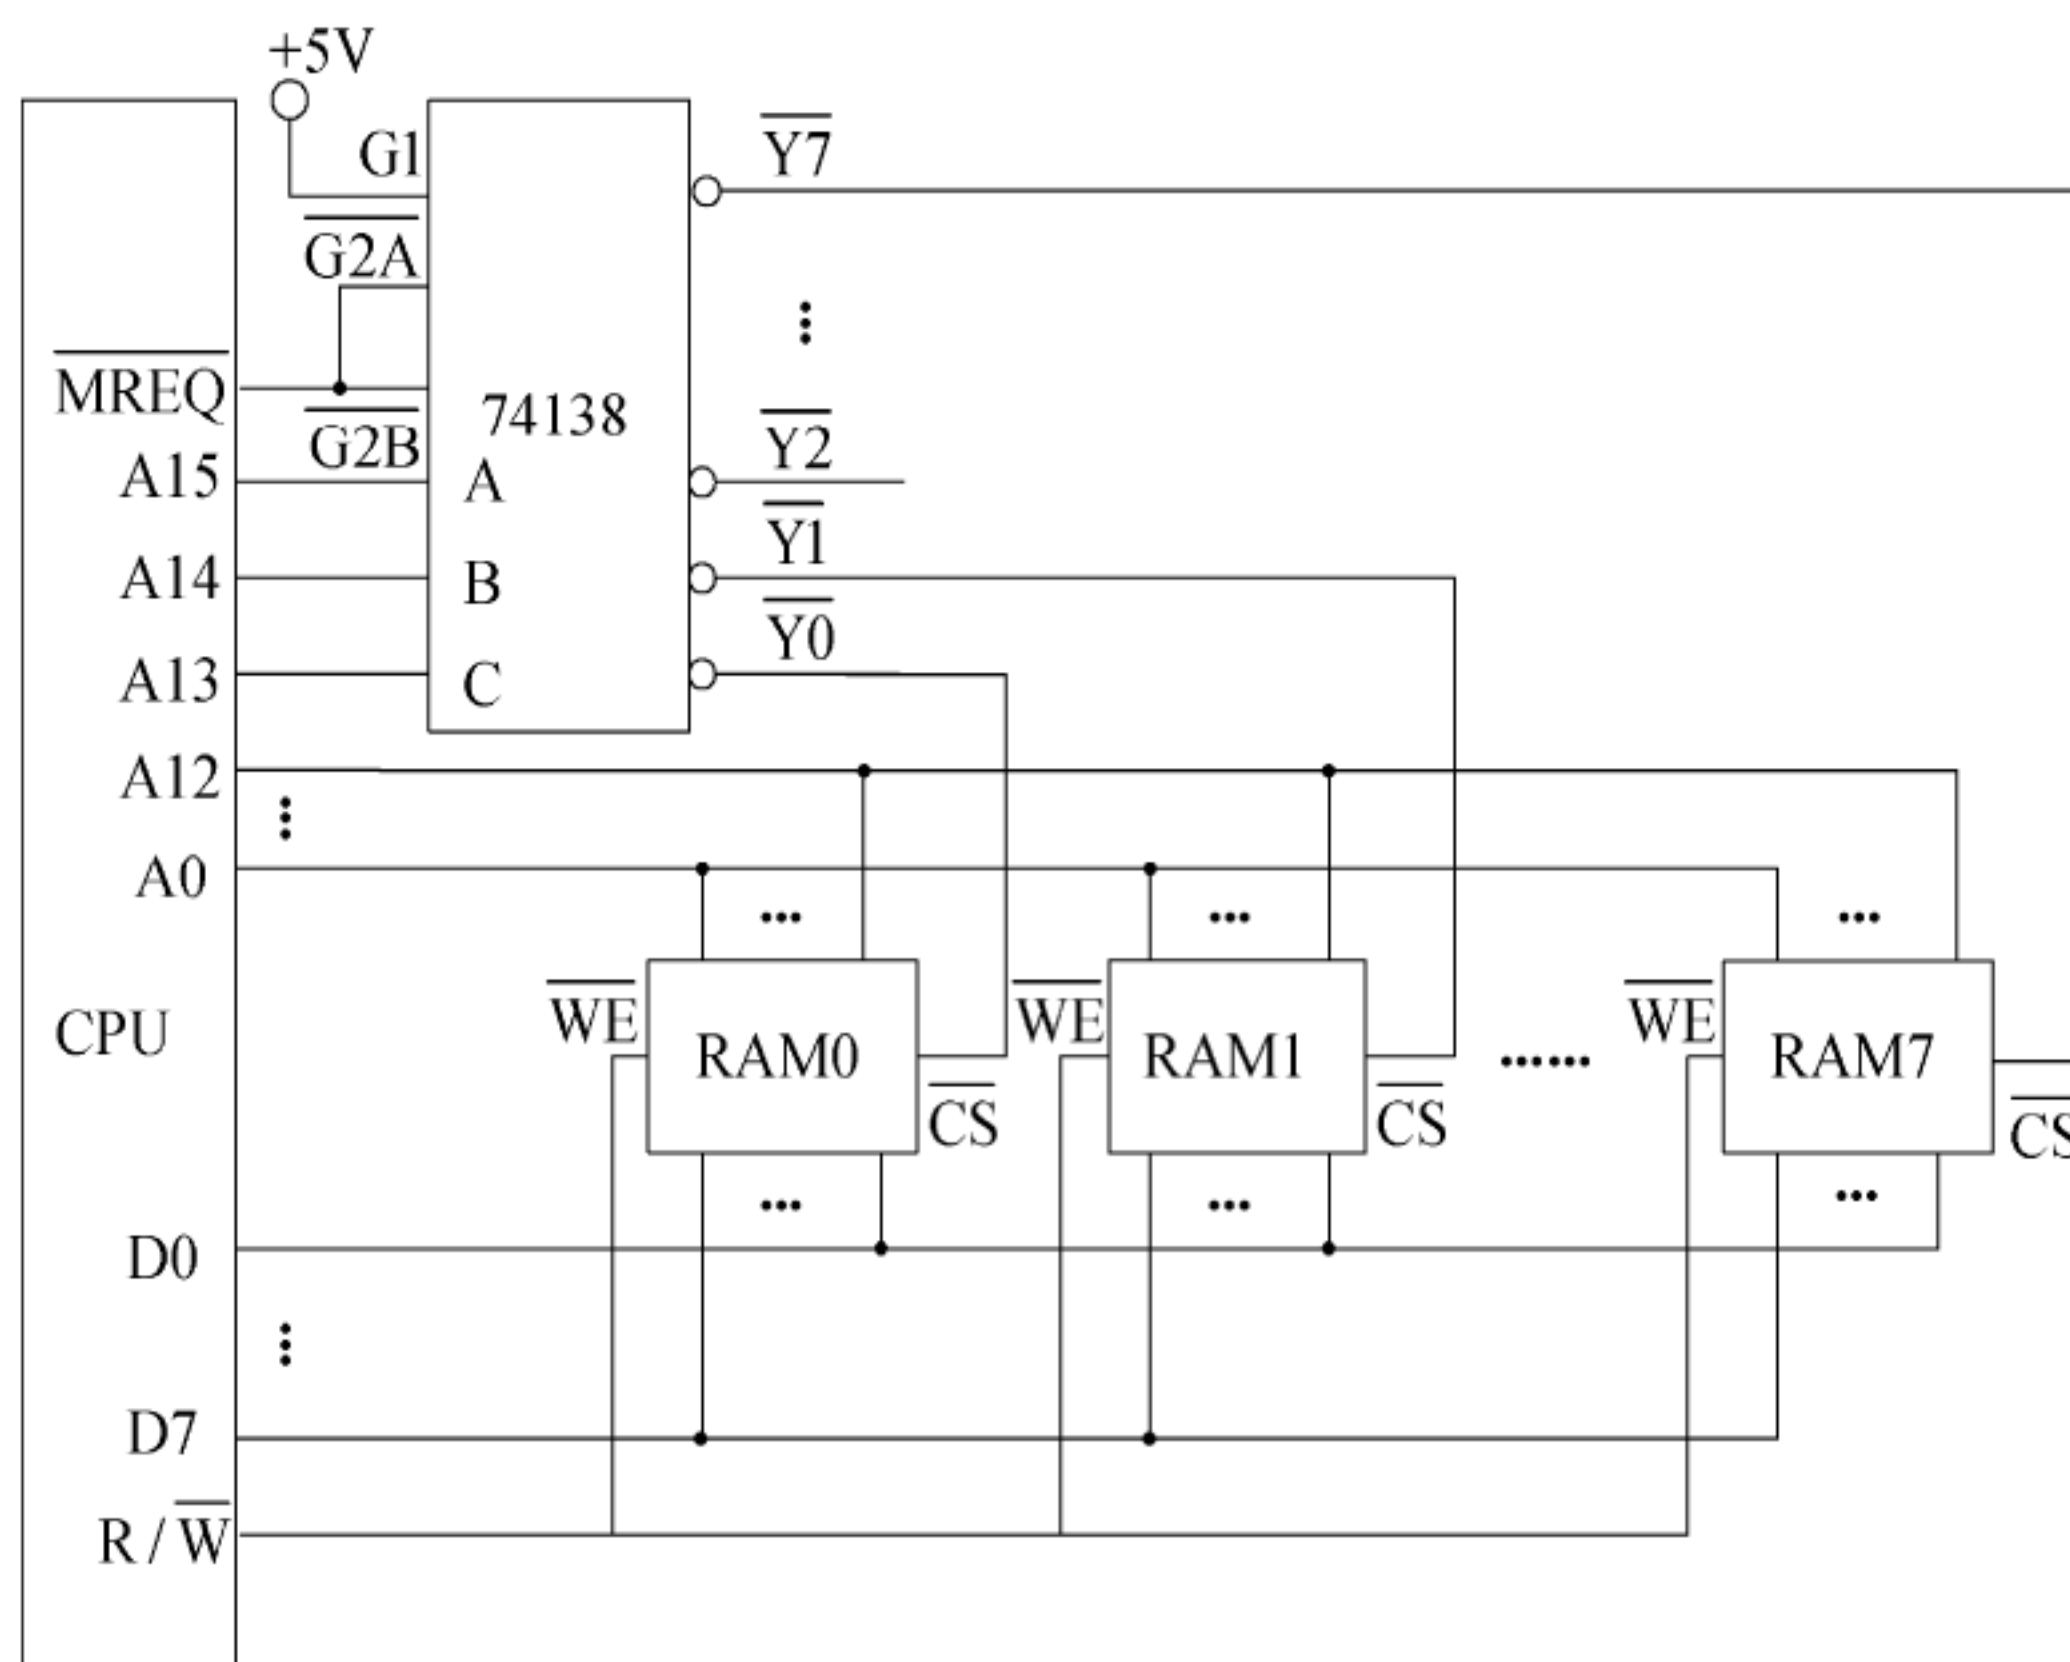 +5V
G1
Y7
G2A
MREQ
74138
Y2
G2B
A15
A
Y1
A14
B
Y0
A13
C
A12
A0
WE
WE
WE
CPU
RAM0
RAM1
RAM7
CS
CS
CS
D0
D7
R / W